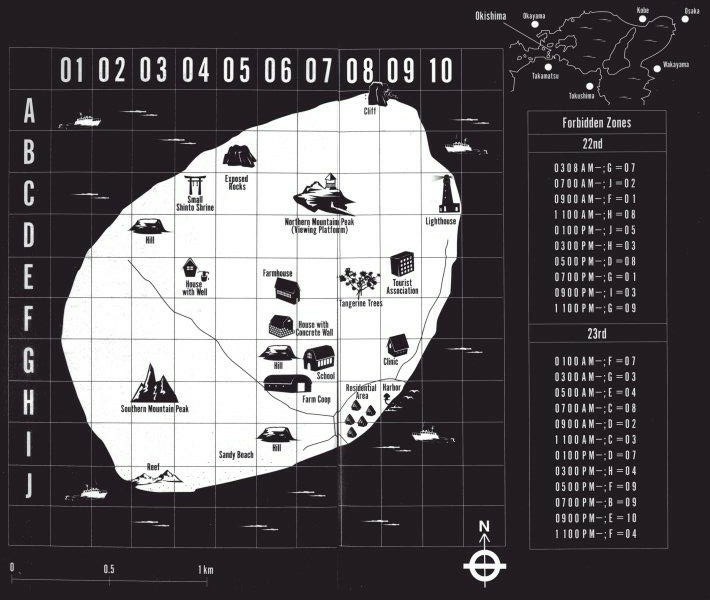 Okishima
Okayama
Kobe
Osaka
Takamatsu
Wakayama
Tokushima
01 02 03 04 05 06 07 08 09 10
A
B
C
D
E
F
G
H
I
J
Cliff
Exposed
Rocks
Small
Shinto Shrine
Northern Mountain Peak
(Viewing Platform)
Lighthouse
Hill
House
with Well
Farmhouse
Tangerine Trees
Tourist
Association
House with
Concrete Wall
Hill
School
Clinic
Southern Mountain Peak
Farm Coop
Residential
Area
Harbor
Hill
Sandy Beach
Reef
0 0.5 1 km
N
Forbidden Zones
22nd
0308AM—;G=07
0700AM—;J=02
0900AM—;F=01
1100AM—;H=08
0100PM—;J=05
0300PM—;H=03
0500PM—;D=08
0700PM—;G=01
0900PM—;I=03
1100PM—;G=09
23rd
0100AM—;F=07
0300AM—;G=03
0500AM—;E=04
0700AM—;C=08
0900AM—;D=02
1100AM—;C=03
0100PM—;D=07
0300PM—;H=04
0500PM—;F=09
0700PM—;B=09
0900PM—;E=10
1100PM—;F=04